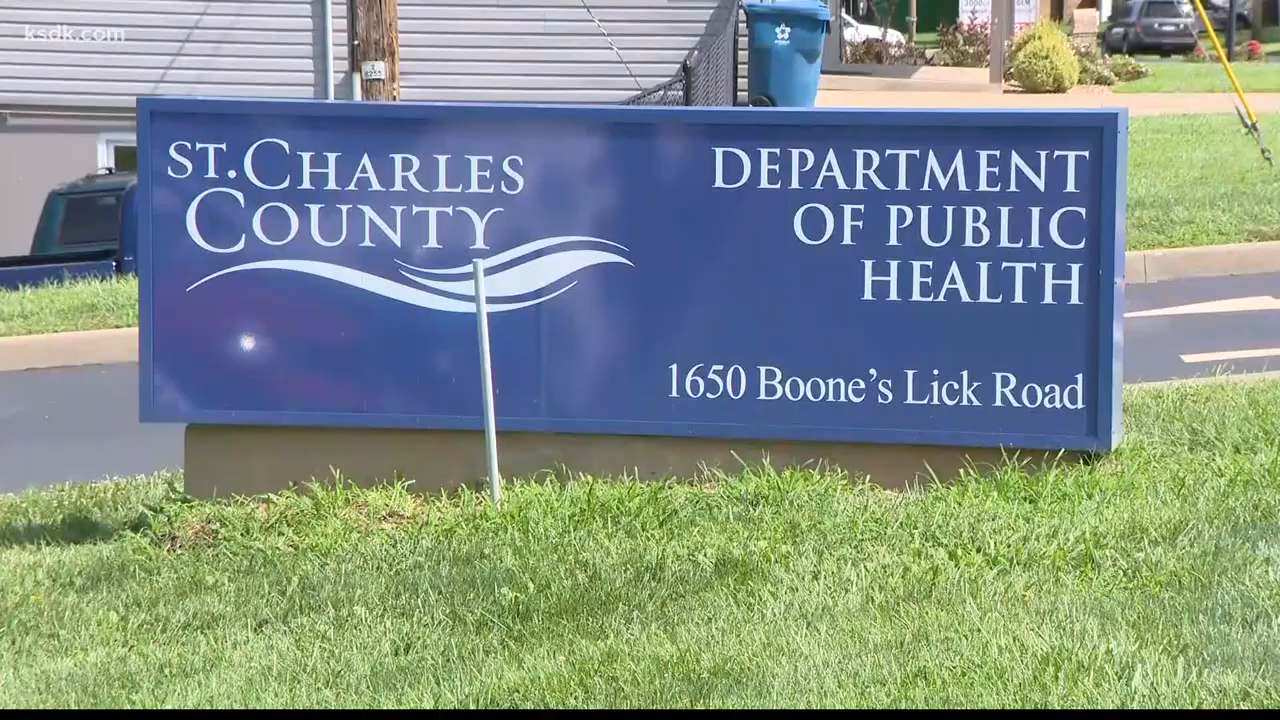 ksdk.com
ST. CHARLES
COUNTY
DEPARTMENT
OF PUBLIC
HEALTH
1650 Boone's Lick Road